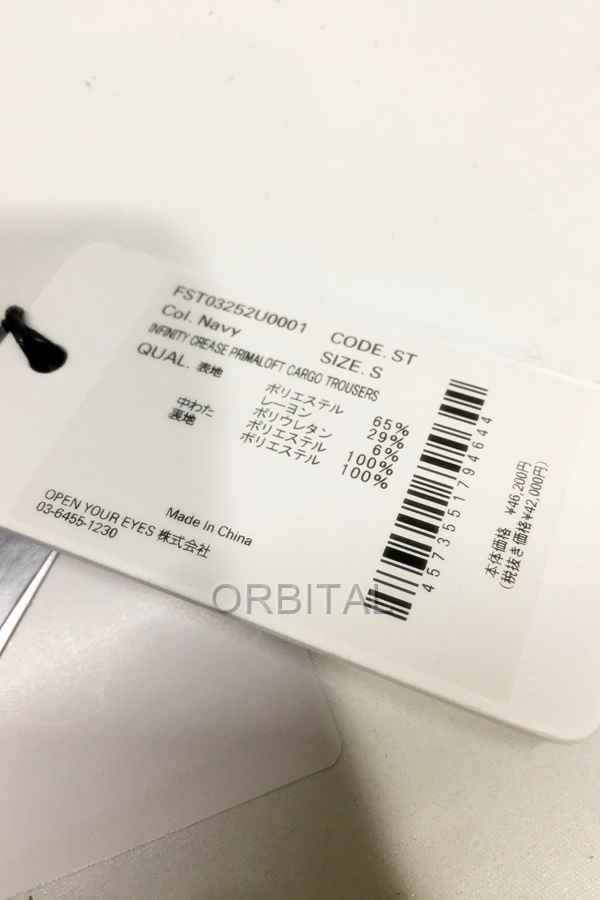 FST03252U0001 CODE. ST
Col. Navy SIZE. S
INFINITY CREASE PRIMALOFT CARGO TROUSERS
QUAL. 表地 ポリエステル 65%
レーヨン 29%
ポリウレタン 6%
中わた ポリエステル 100%
表地 ポリエステル 100%
Made in China
OPEN YOUR EYES 株式会社
03-6455-1230
4573551794644
本体価格 ¥46,200円
(税抜き価格¥42,000円)
ORBITAL